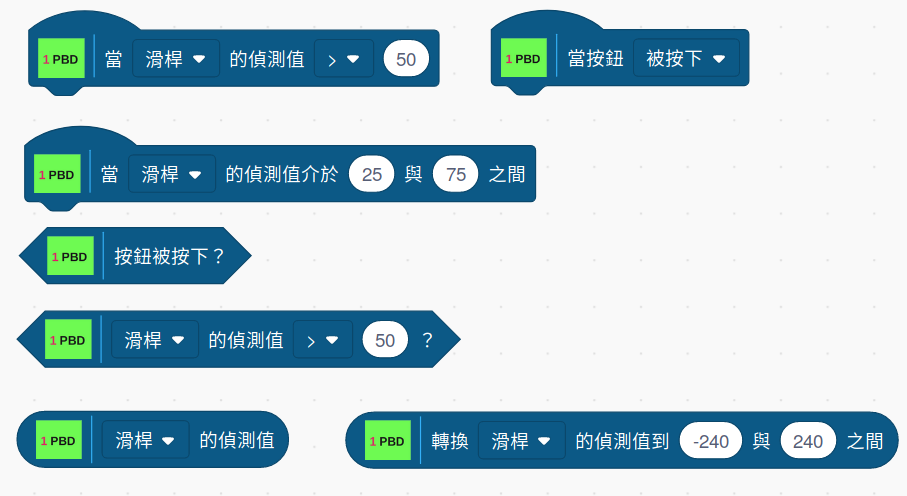 1 PBD 當 滑桿 的偵測值 > 50
1 PBD 當按鈕 被按下
1 PBD 當 滑桿 的偵測值介於 25 與 75 之間
1 PBD 按鈕被按下？
1 PBD 滑桿 的偵測值 > 50 ？
1 PBD 滑桿 的偵測值
1 PBD 轉換 滑桿 的偵測值到 -240 與 240 之間